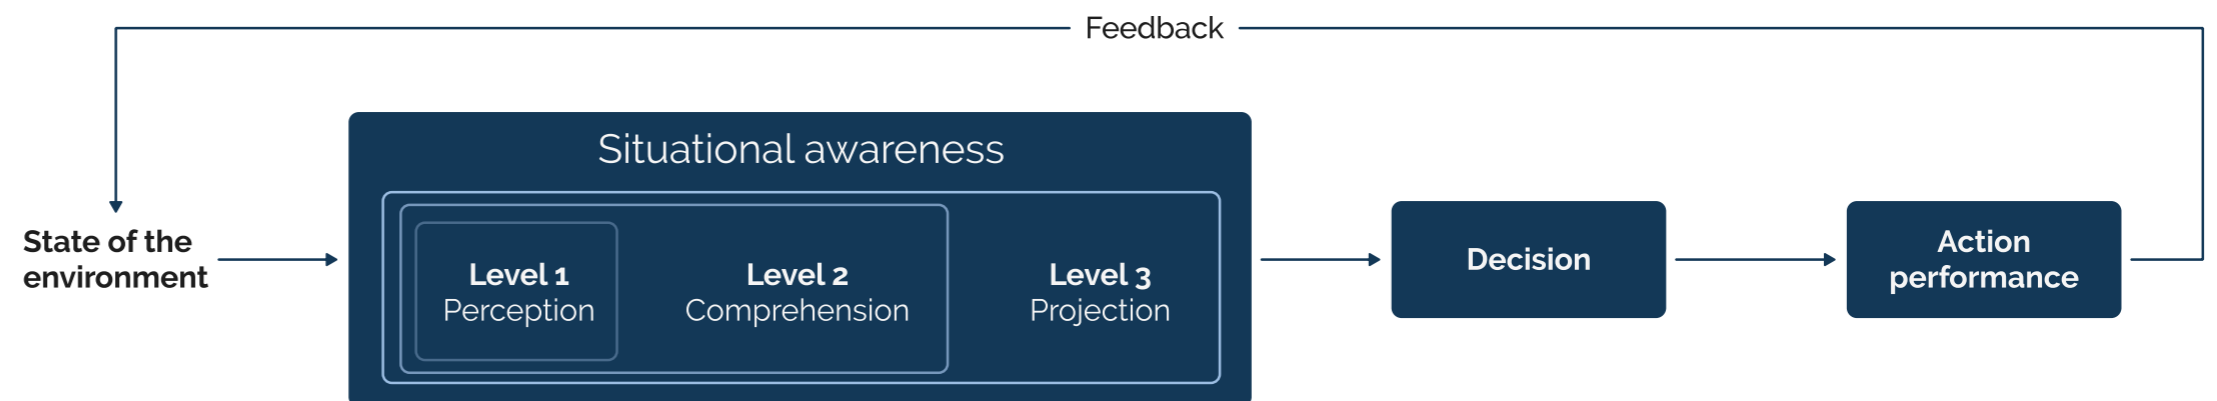 Feedback
Situational awareness
State of the
environment
Level 1
Perception
Level 2
Comprehension
Level 3
Projection
Decision
Action
performance